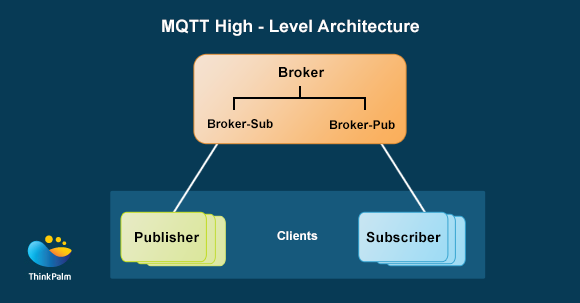 MQTT High - Level Architecture
Broker
Broker-Sub
Broker-Pub
Publisher
Clients
Subscriber
ThinkPalm